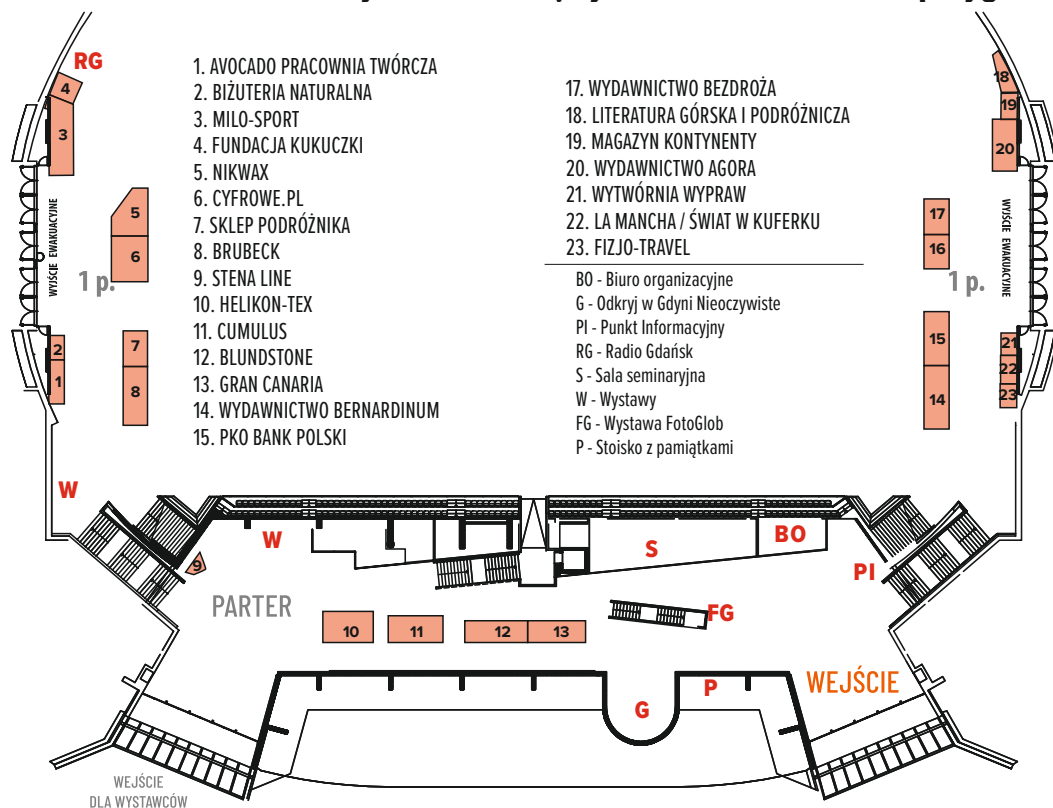 RG
4
3
WYJŚCIE EWAKUACYJNE
5
6
1 p.
2
1
7
8
W
1. AVOCADO PRACOWNIA TWÓRCZA
2. BIŻUTERIA NATURALNA
3. MILO-SPORT
4. FUNDACJA KUKUCZKI
5. NIKWAX
6. CYFROWE.PL
7. SKLEP PODRÓŻNIKA
8. BRUBECK
9. STENA LINE
10. HELIKON-TEX
11. CUMULUS
12. BLUNDSTONE
13. GRAN CANARIA
14. WYDAWNICTWO BERNARDINUM
15. PKO BANK POLSKI
17. WYDAWNICTWO BEZDROŻA
18. LITERATURA GÓRSKA I PODRÓŻNICZA
19. MAGAZYN KONTYNENTY
20. WYDAWNICTWO AGORA
21. WYTWÓRNIA WYPRAW
22. LA MANCHA / ŚWIAT W KUFERKU
23. FIZJO-TRAVEL
BO - Biuro organizacyjne
G - Odkryj w Gdyni Nieoczywiste
PI - Punkt Informacyjny
RG - Radio Gdańsk
S - Sala seminaryjna
W - Wystawy
FG - Wystawa FotoGlob
P - Stoisko z pamiątkami
18
19
20
17
16
WYJŚCIE EWAKUACYJNE
1 p.
15
14
21
22
23
W
S
BO
9
PI
PARTER
FG
10
11
12
13
P
WEJŚCIE
G
WEJŚCIE
DLA WYSTAWCÓW